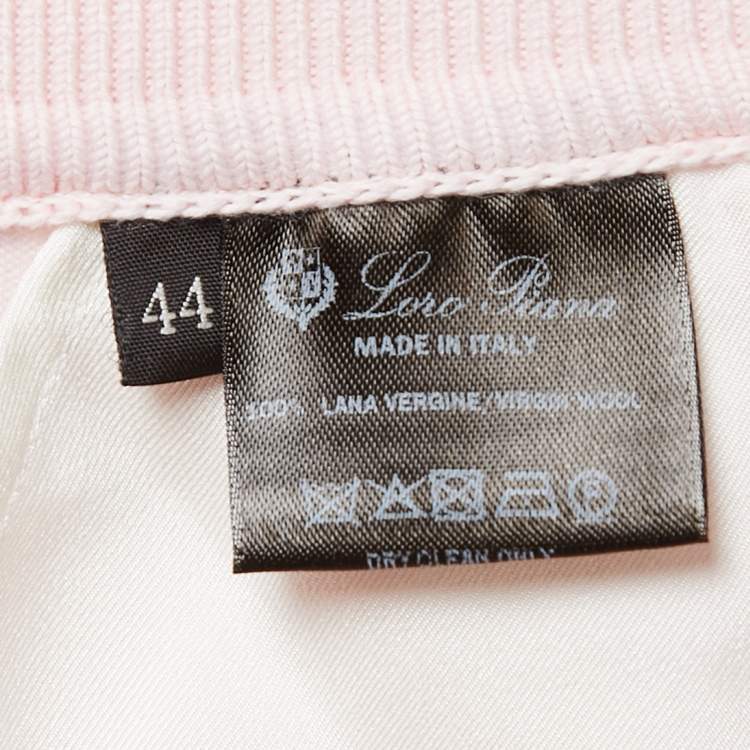 44
Loro Piana
MADE IN ITALY
100% LANA VERGINE/VIRGIN WOOL
P
DRY CLEAN ONLY